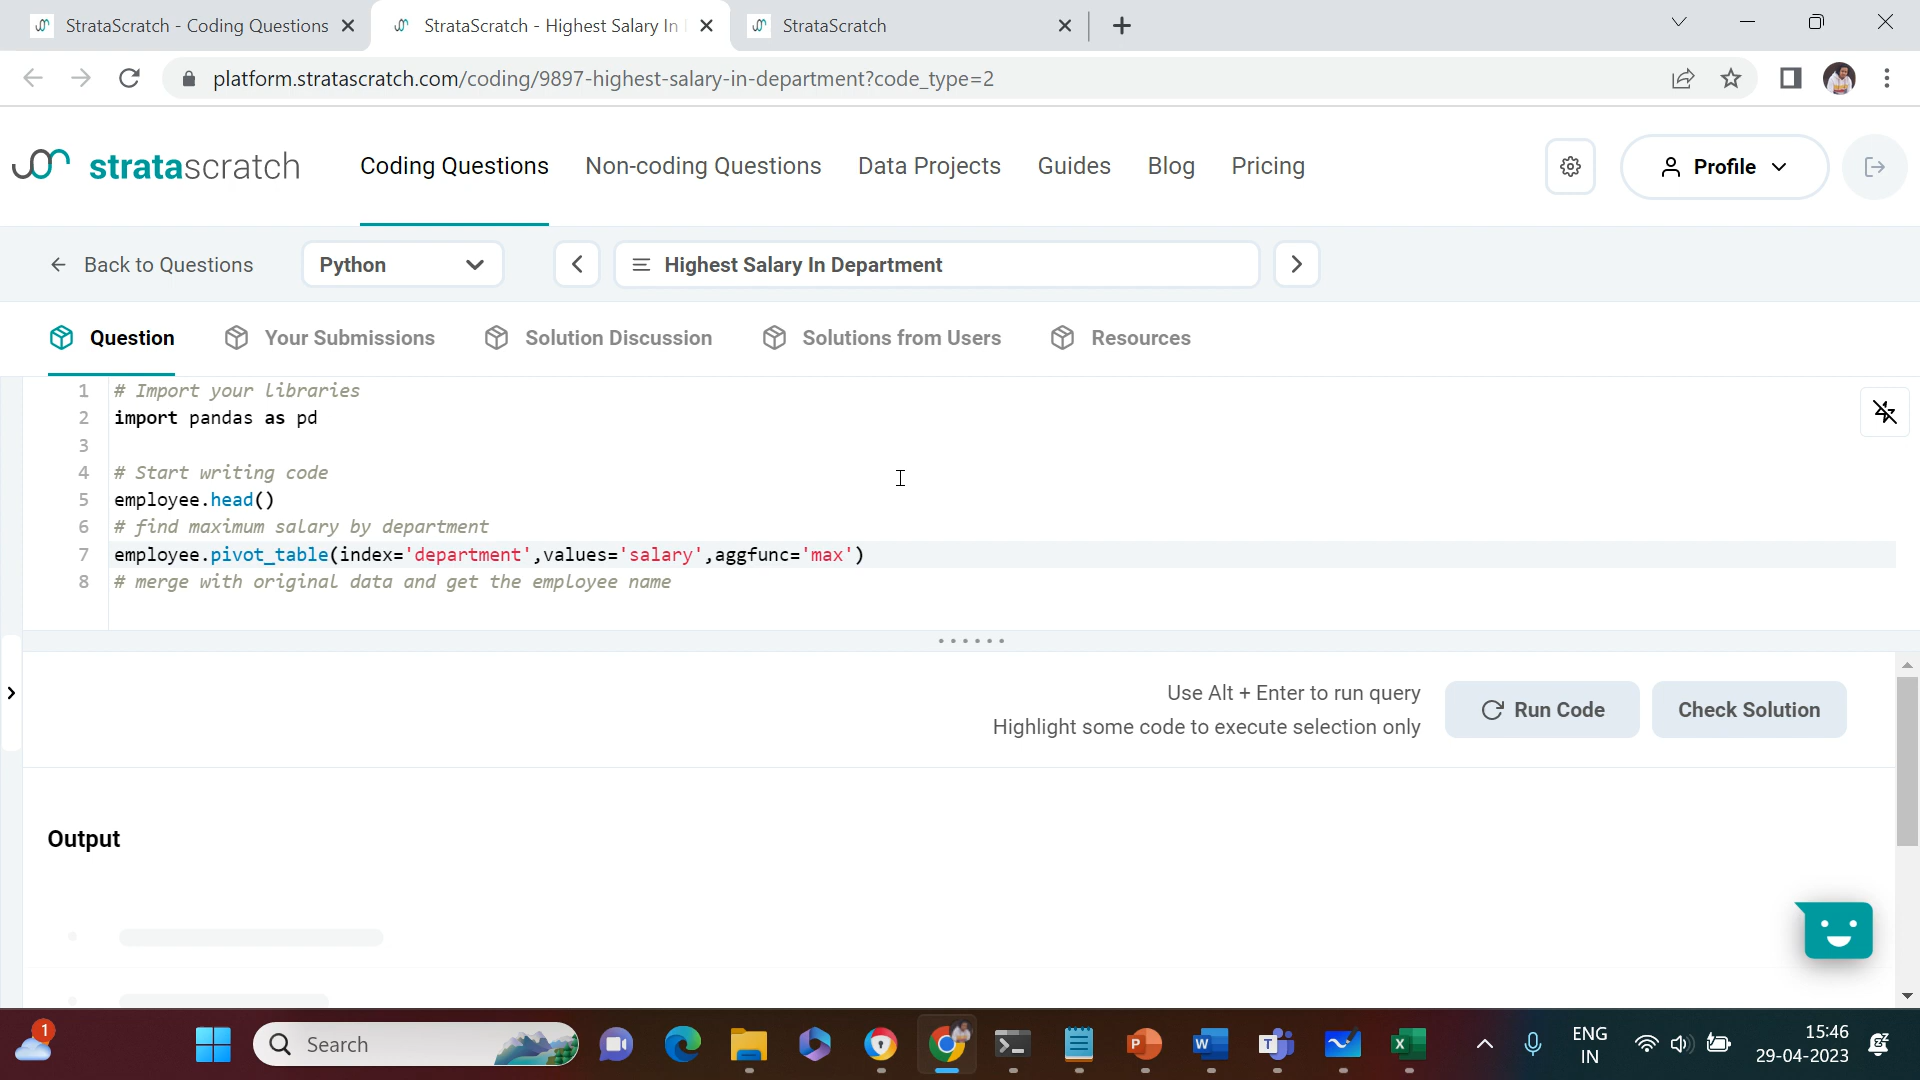 StrataScratch - Coding Questions
StrataScratch - Highest Salary In
StrataScratch
platform.stratascratch.com/coding/9897-highest-salary-in-department?code_type=2
stratascratch
Coding Questions
Non-coding Questions
Data Projects
Guides
Blog
Pricing
Profile
Back to Questions
Python
Highest Salary In Department
Question
Your Submissions
Solution Discussion
Solutions from Users
Resources
1 # Import your libraries
2 import pandas as pd
3
4 # Start writing code
5 employee.head()
6 # find maximum salary by department
7 employee.pivot_table(index='department',values='salary',aggfunc='max')
8 # merge with original data and get the employee name
Use Alt + Enter to run query
Highlight some code to execute selection only
Run Code
Check Solution
Output
1
Search
ENG
IN
15:46
29-04-2023